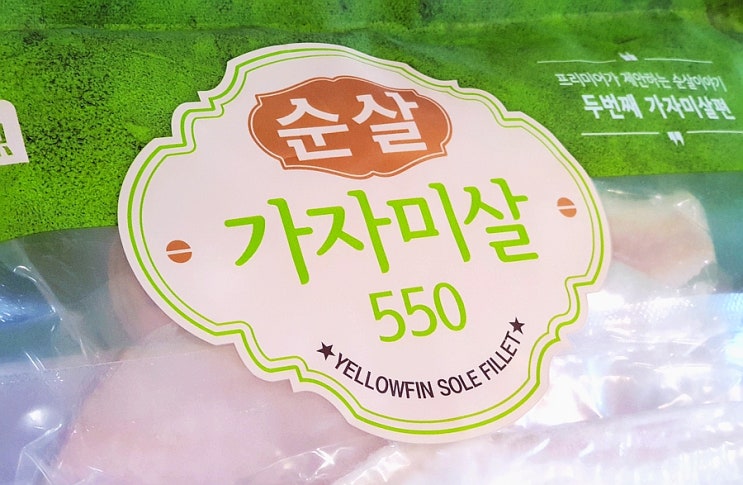 프리미어가 제안하는 순살이야기
두번째 가자미살편
순살
가자미살
550
★YELLOWFIN SOLE FILLET★